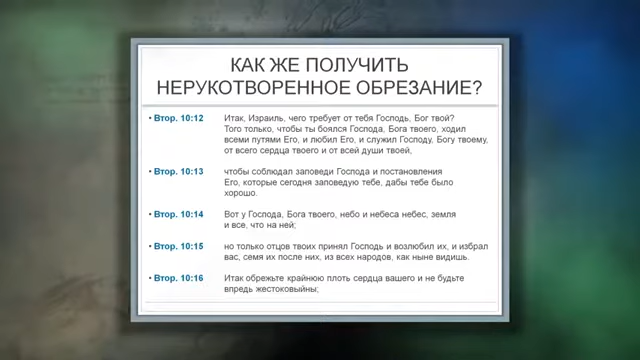 КАК ЖЕ ПОЛУЧИТЬ
НЕРУКОТВОРЕННОЕ ОБРЕЗАНИЕ?
• Втор. 10:12 Итак, Израиль, чего требует от тебя Господь, Бог твой?
Того только, чтобы ты боялся Господа, Бога твоего, ходил
всеми путями Его, и любил Его, и служил Господу, Богу твоему,
от всего сердца твоего и от всей души твоей,
• Втор. 10:13 чтобы соблюдал заповеди Господа и постановления
Его, которые сегодня заповедую тебе, дабы тебе было
хорошо.
• Втор. 10:14 Вот у Господа, Бога твоего, небо и небеса небес, земля
и все, что на ней;
• Втор. 10:15 но только отцов твоих принял Господь и возлюбил их, и избрал
вас, семя их после них, из всех народов, как ныне видишь.
• Втор. 10:16 Итак обрежьте крайнюю плоть сердца вашего и не будьте
впредь жестоковыйны;